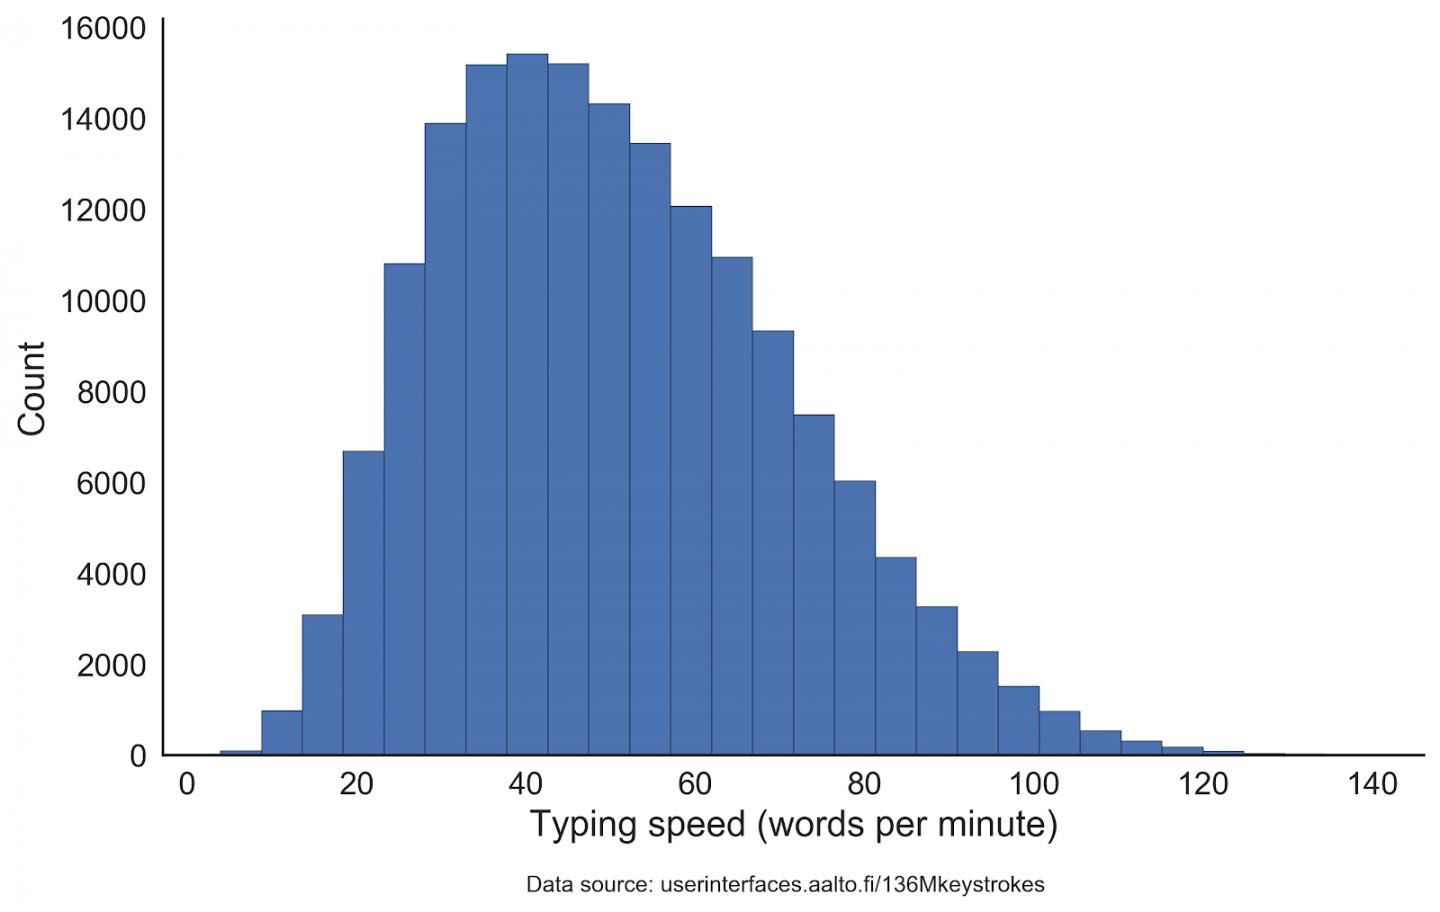 16000
14000
12000
10000
8000
6000
4000
2000
0
Count
0 20 40 60 80 100 120 140
Typing speed (words per minute)
Data source: userinterfaces.aalto.fi/136Mkeystrokes